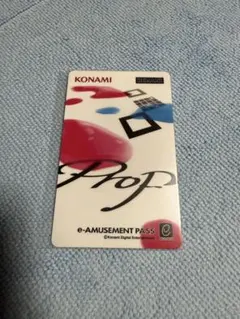 KONAMI
Prop
e-AMUSEMENT PASS
©Konami Digital Entertainment